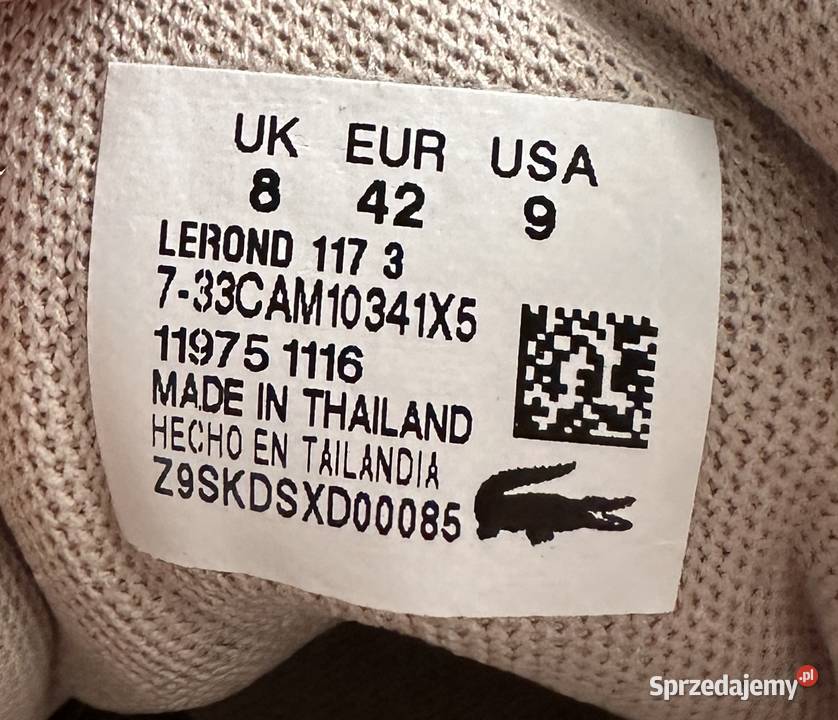 UK EUR USA
8 42 9
LEROND 117 3
7-33CAM10341X5
11975 1116
MADE IN THAILAND
HECHO EN TAILANDIA
Z9SKDSXD00085
Sprzedajemy.pl